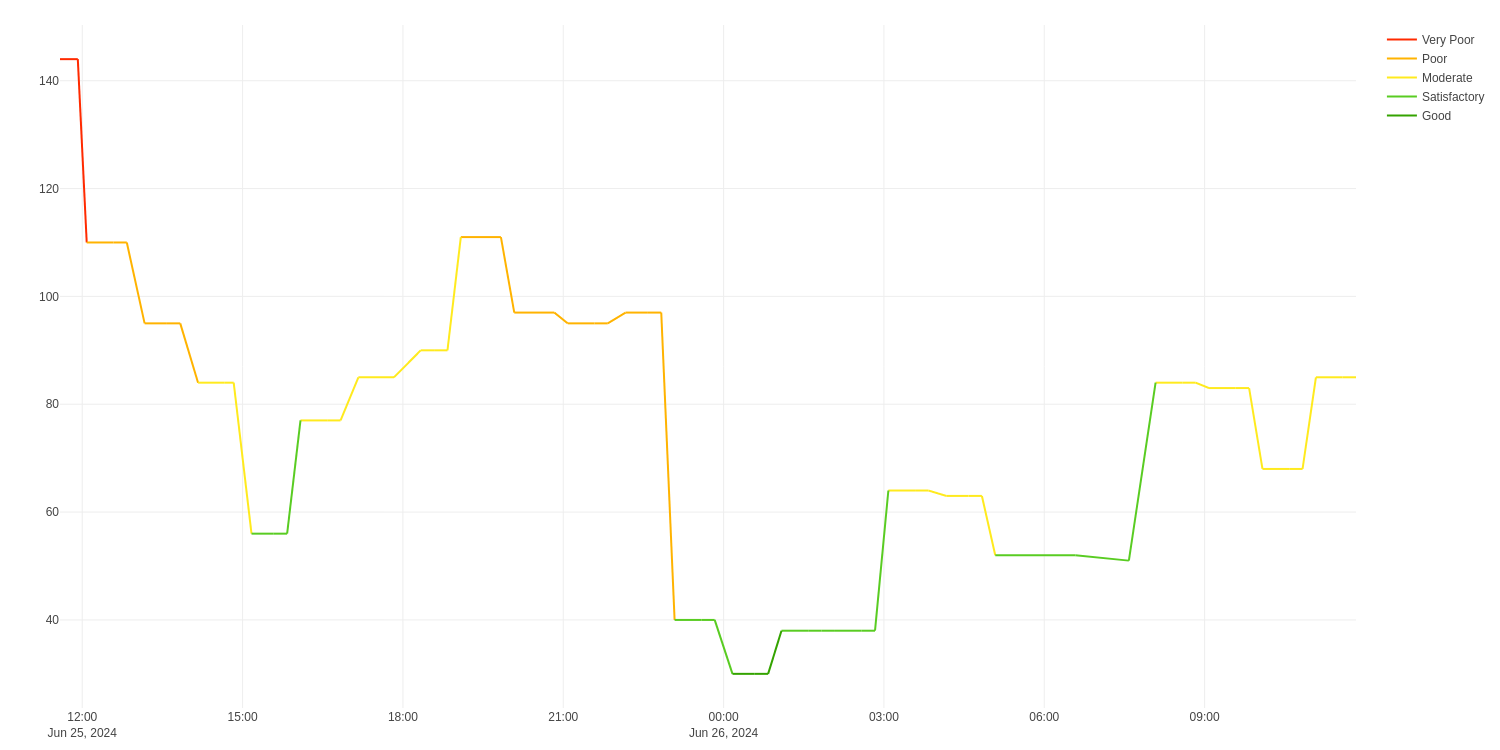 140
120
100
80
60
40
12:00
Jun 25, 2024
15:00
18:00
21:00
00:00
Jun 26, 2024
03:00
06:00
09:00
Very Poor
Poor
Moderate
Satisfactory
Good